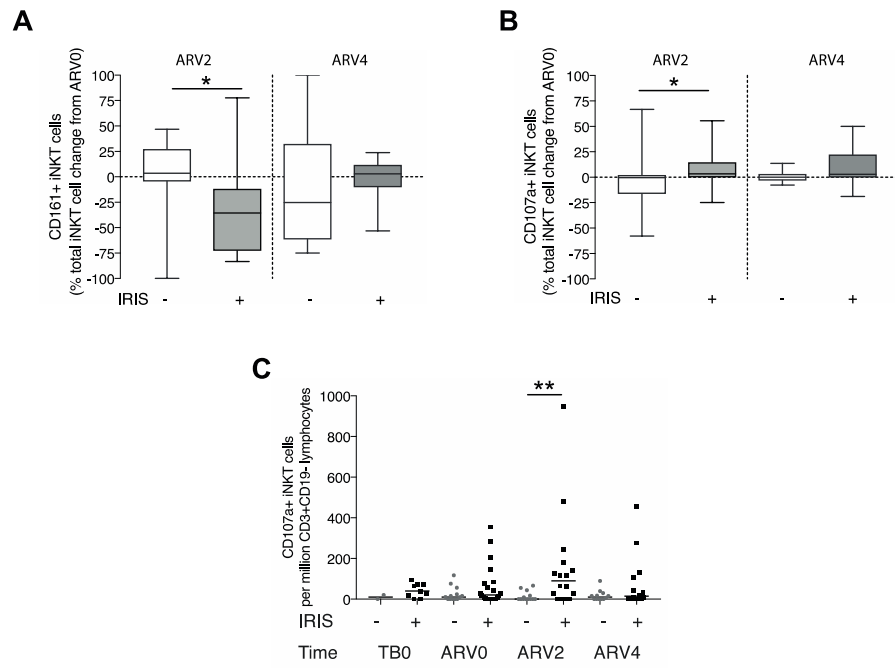 A
ARV2
ARV4
*
CD161+ iNKT cells
(% total iNKT cell change from ARV0)
100
75
50
25
0
-25
-50
-75
-100
IRIS - + - +
B
ARV2
ARV4
*
CD107a+ iNKT cells
(% total iNKT cell change from ARV0)
100
75
50
25
0
-25
-50
-75
-100
IRIS - + - +
C
**
CD107a+ iNKT cells
per million CD3+CD19- lymphocytes
1000
800
600
400
200
0
IRIS - + - + - + - +
Time TB0 ARV0 ARV2 ARV4